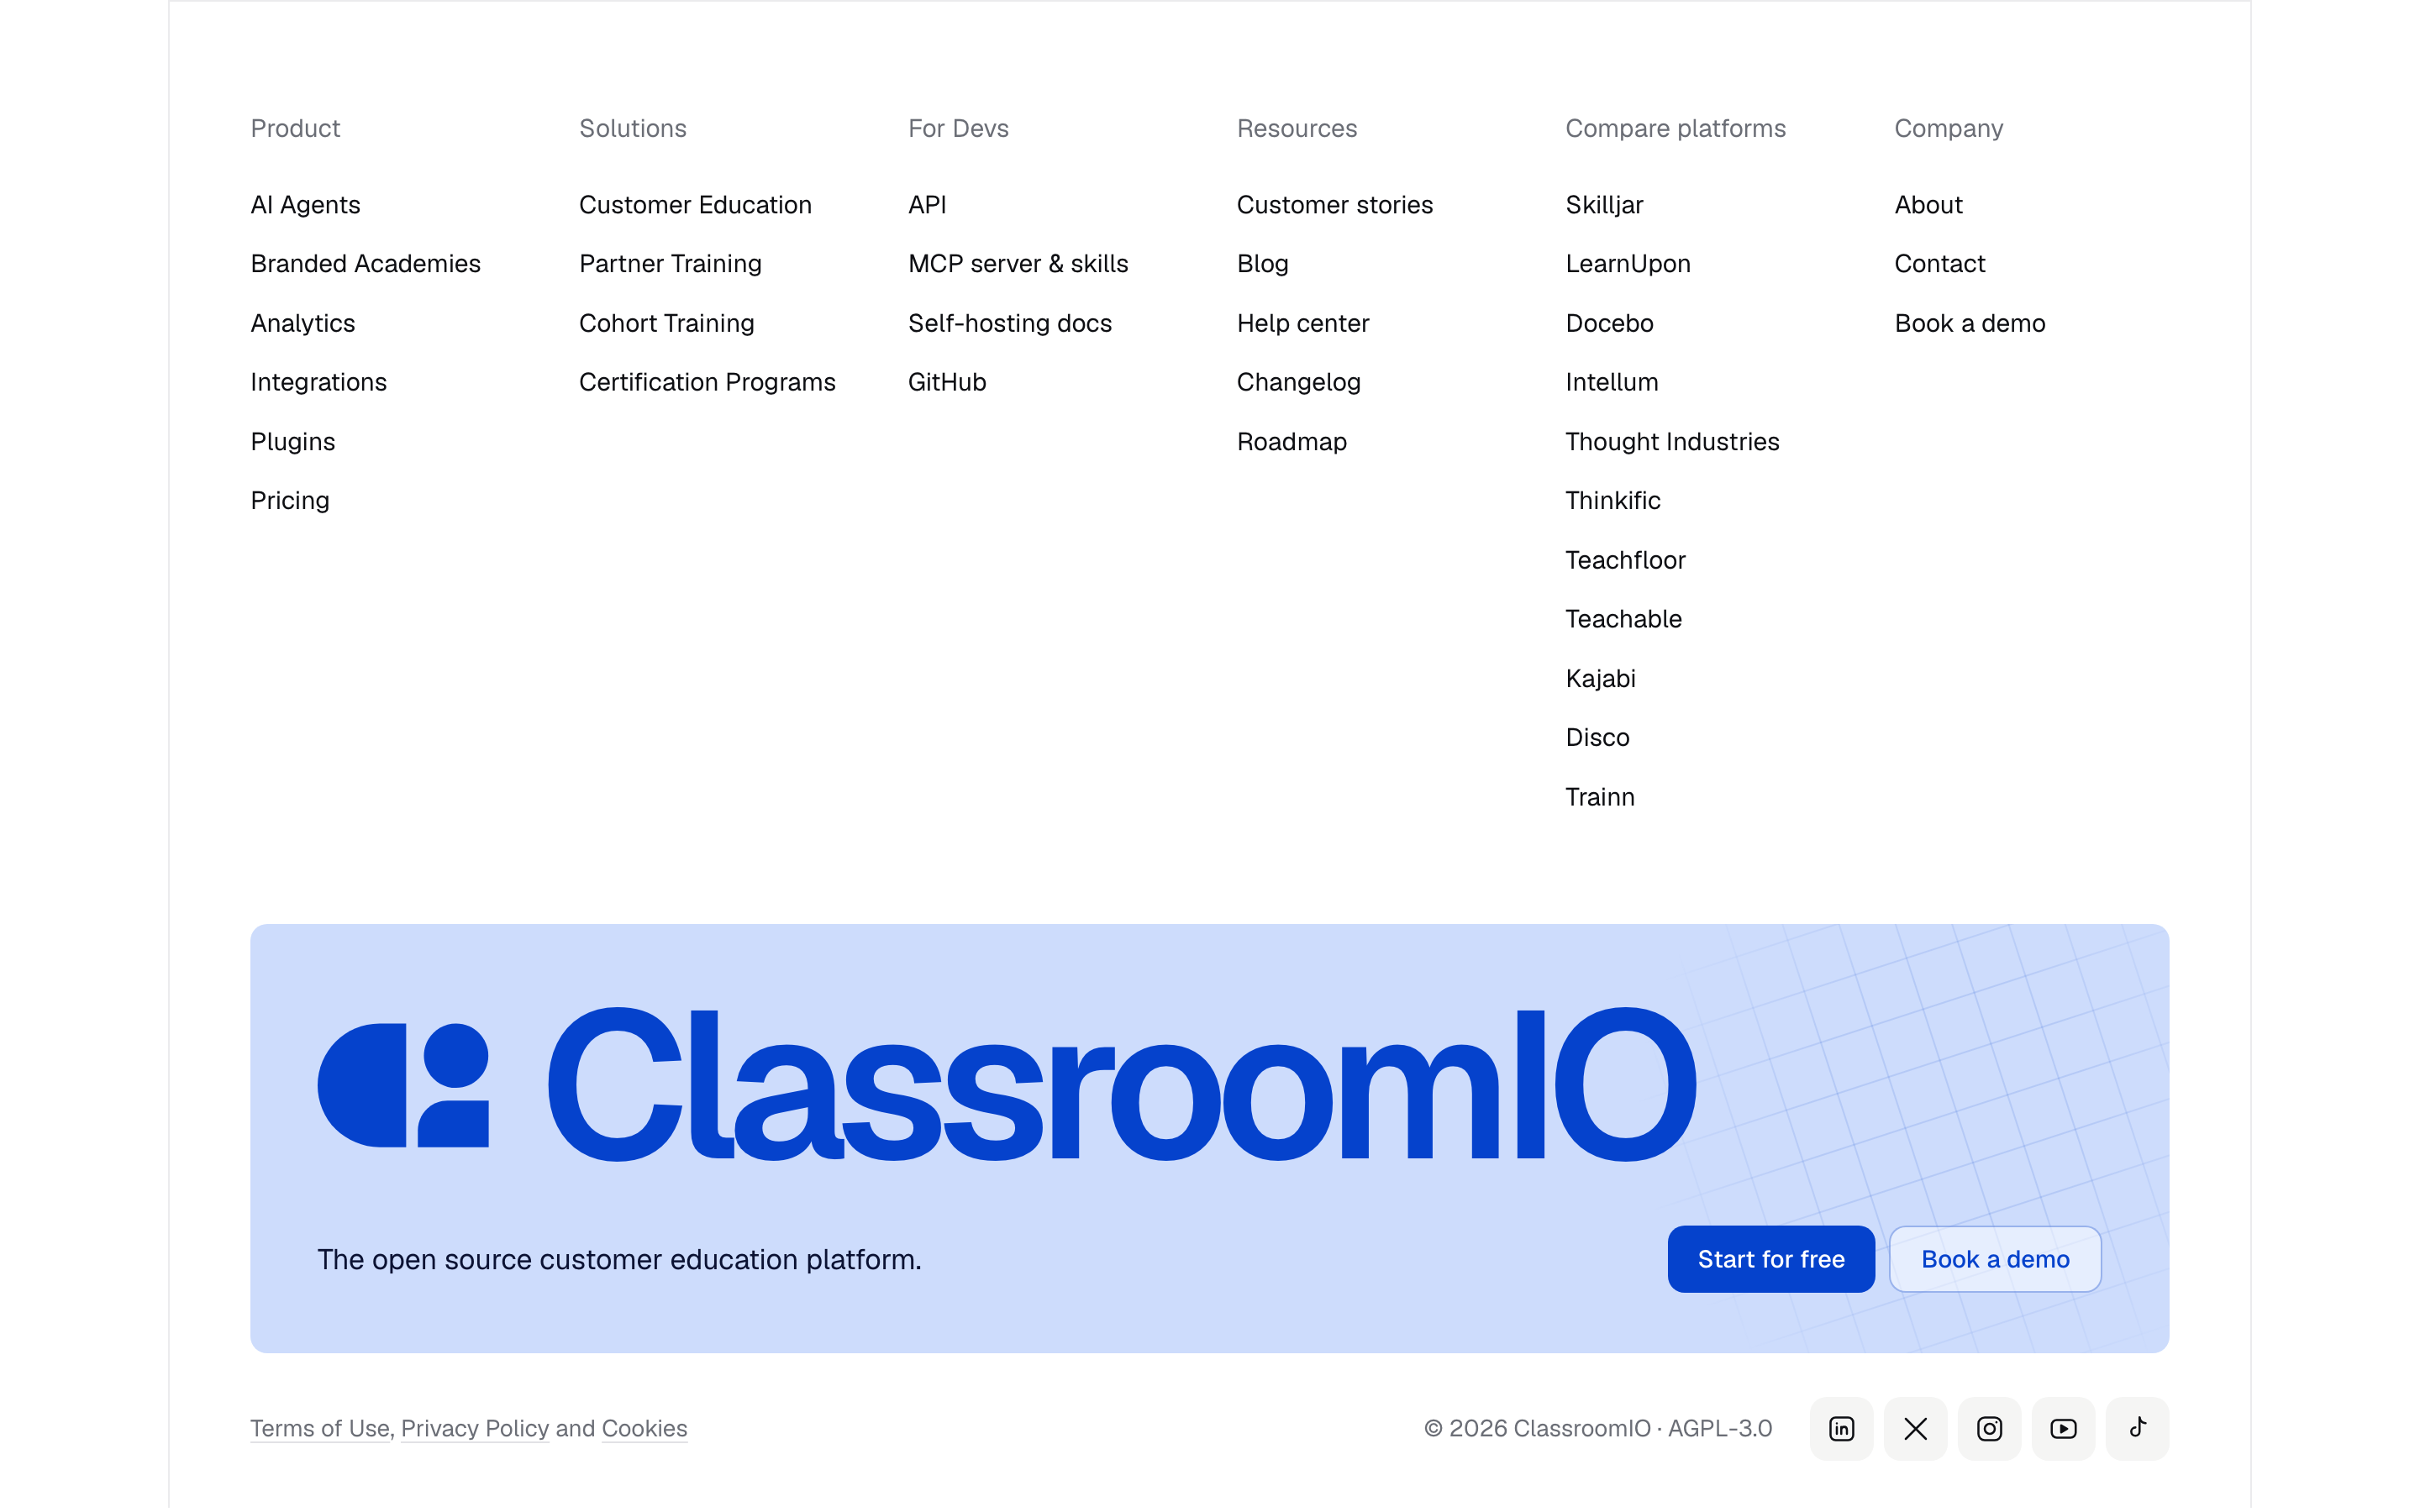 Product
AI Agents
Branded Academies
Analytics
Integrations
Plugins
Pricing
Solutions
Customer Education
Partner Training
Cohort Training
Certification Programs
For Devs
API
MCP server & skills
Self-hosting docs
GitHub
Resources
Customer stories
Blog
Help center
Changelog
Roadmap
Compare platforms
Skilljar
LearnUpon
Docebo
Intellum
Thought Industries
Thinkific
Teachfloor
Teachable
Kajabi
Disco
Trainn
Company
About
Contact
Book a demo
ClassroomIO
The open source customer education platform.
Start for free
Book a demo
Terms of Use, Privacy Policy and Cookies
© 2026 ClassroomIO · AGPL-3.0